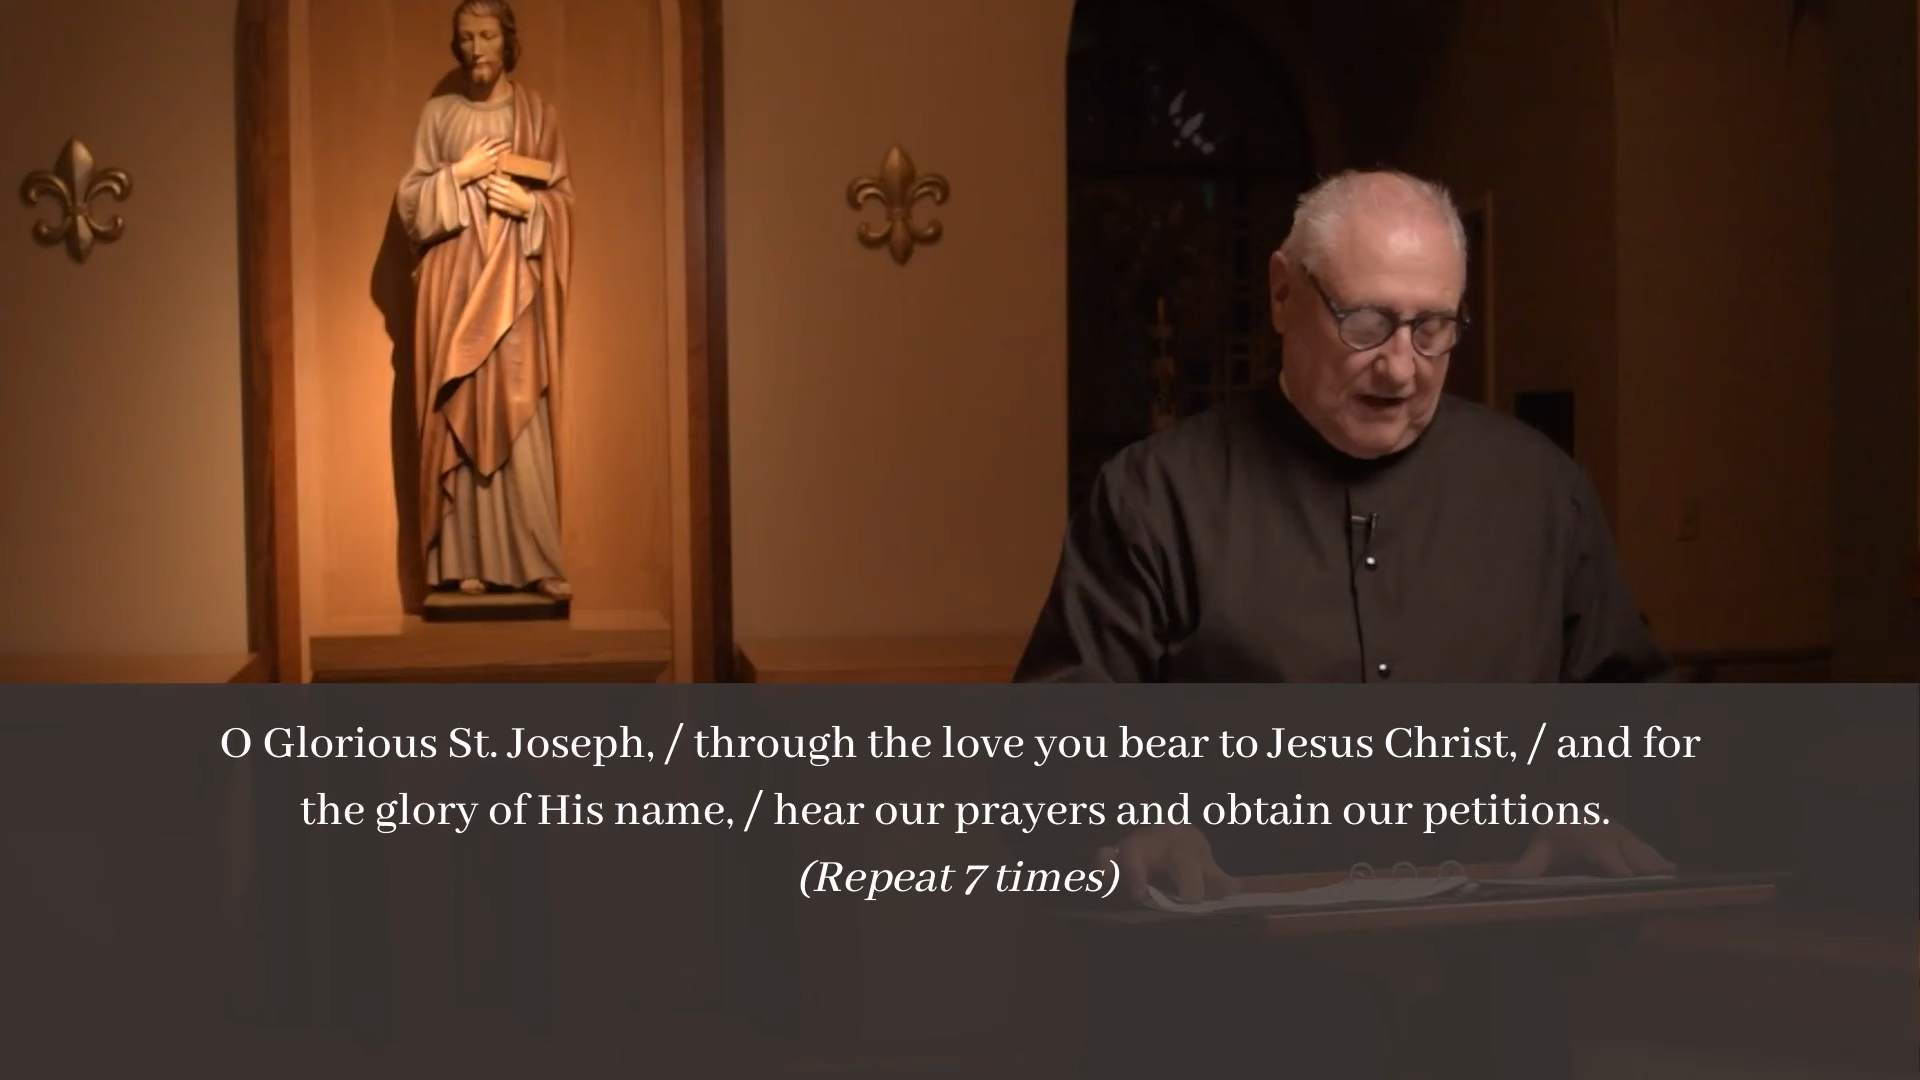 O Glorious St. Joseph, / through the love you bear to Jesus Christ, / and for
the glory of His name, / hear our prayers and obtain our petitions.
(Repeat 7 times)